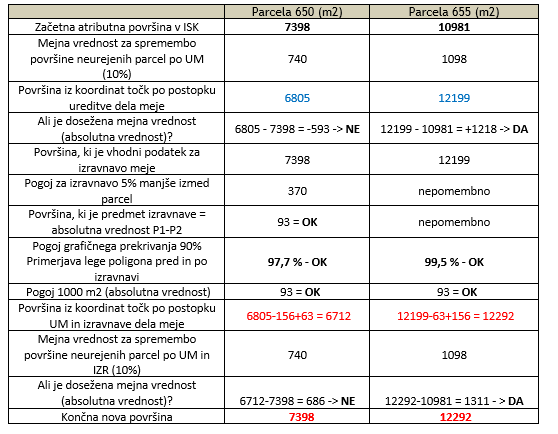 Parcela 650 (m2) Parcela 655 (m2)
Začetna atributna površina v ISK 7398 10981
Mejna vrednost za spremembo
površine neurejenih parcel po UM
(10%)
740 1098
Površina iz koordinat točk po postopku
ureditve dela meje
6805 12199
Ali je dosežena mejna vrednost
(absolutna vrednost)?
6805 - 7398 = -593 -> NE 12199 - 10981 = +1218 -> DA
Površina, ki je vhodni podatek za
izravnavo meje
7398 12199
Pogoj za izravnavo 5% manjše izmed
parcel
370 nepomembno
Površina, ki je predmet izravnave =
absolutna vrednost P1-P2
93 = OK nepomembno
Pogoj grafičnega prekrivanja 90%
Primerjava lege poligona pred in po
izravnavi
97,7 % - OK 99,5 % - OK
Pogoj 1000 m2 (absolutna vrednost) 93 = OK 93 = OK
Površina iz koordinat točk po postopku
UM in izravnave dela meje
6805-156+63 = 6712 12199-63+156 = 12292
Mejna vrednost za spremembo
površine neurejenih parcel po UM in
IZR (10%)
740 1098
Ali je dosežena mejna vrednost
(absolutna vrednost)?
6712-7398 = 686 -> NE 12292-10981 = 1311 - > DA
Končna nova površina 7398 12292